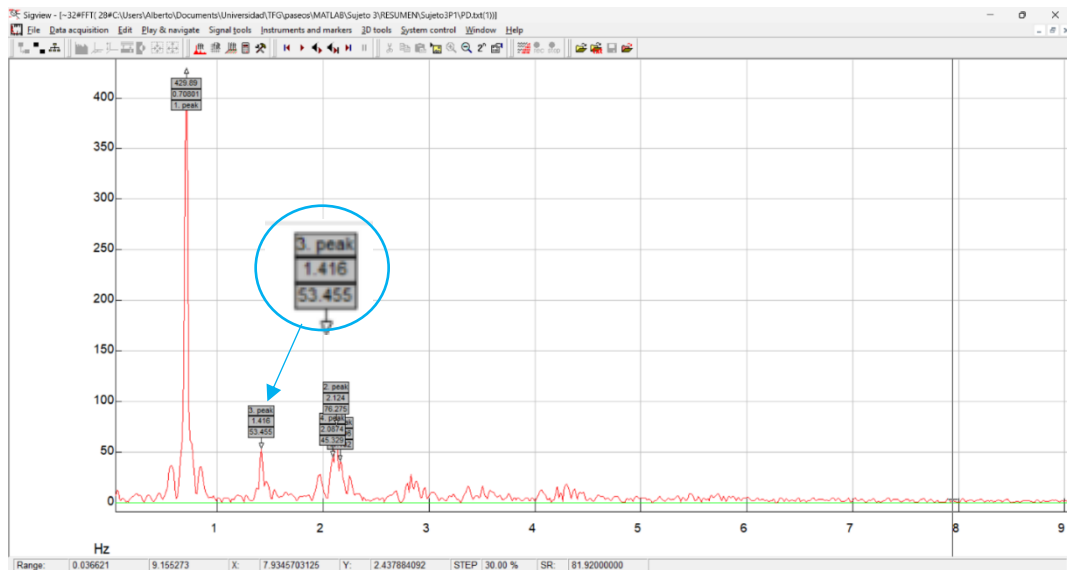 Sigview - [~32#FFT( 28#C:\Users\Alberto\Documents\Universidad\TFG\paseos\MATLAB\Sujeto 3\RESUMEN\Sujeto3P1\PD.txt(1))]
File Data acquisition Edit Play & navigate Signal tools Instruments and markers 3D tools System control Window Help
429.89
0.70801
1. peak
400
350
300
250
200
150
100
50
0
3. peak
1.416
53.455
3. peak
1.416
53.455
2. peak
2.124
76.275
4. peak
2.0874
45.329
1 2 3 4 5 6 7 8 9
Hz
Range: 0.036621 9.155273 X: 7.9345703125 Y: 2.437884092 STEP 30.00 % SR: 81.92000000